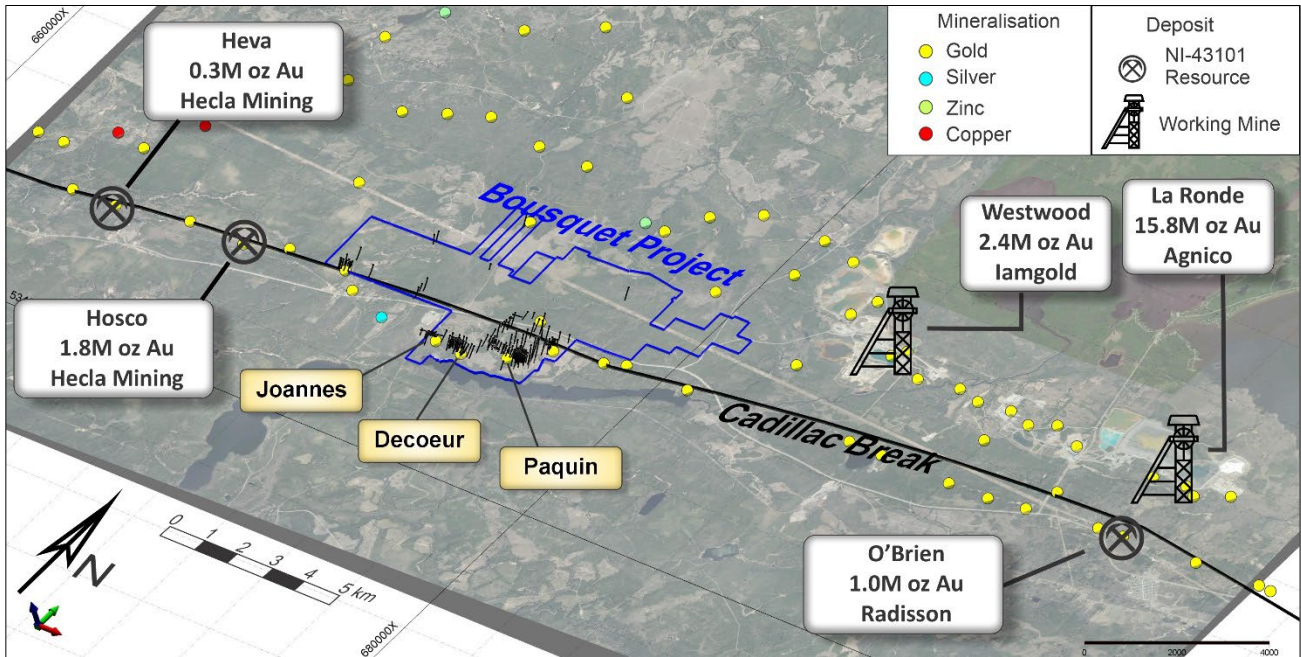 660000X
Heva
0.3M oz Au
Hecla Mining
Mineralisation
Gold
Silver
Zinc
Copper
Deposit
NI-43101
Resource
Working Mine
Bousquet Project
Westwood
2.4M oz Au
Iamgold
La Ronde
15.8M oz Au
Agnico
Hosco
1.8M oz Au
Hecla Mining
Joannes
Decoeur
Paquin
Cadillac Break
O'Brien
1.0M oz Au
Radisson
N
0 1 2 3 4 5 km
680000X
0 2000 4000